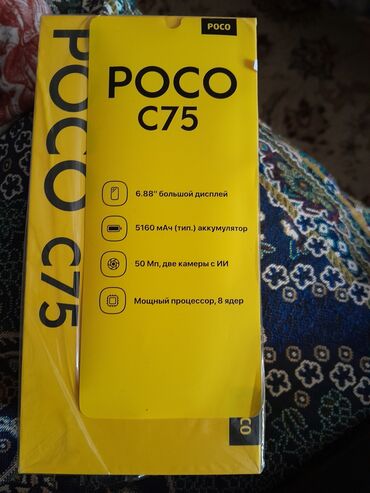 POCO
POCO
C75
6.88" большой дисплей
5160 мАч (тип.) аккумулятор
50 Мп, две камеры с ИИ
Мощный процессор, 8 ядер
POCO C75